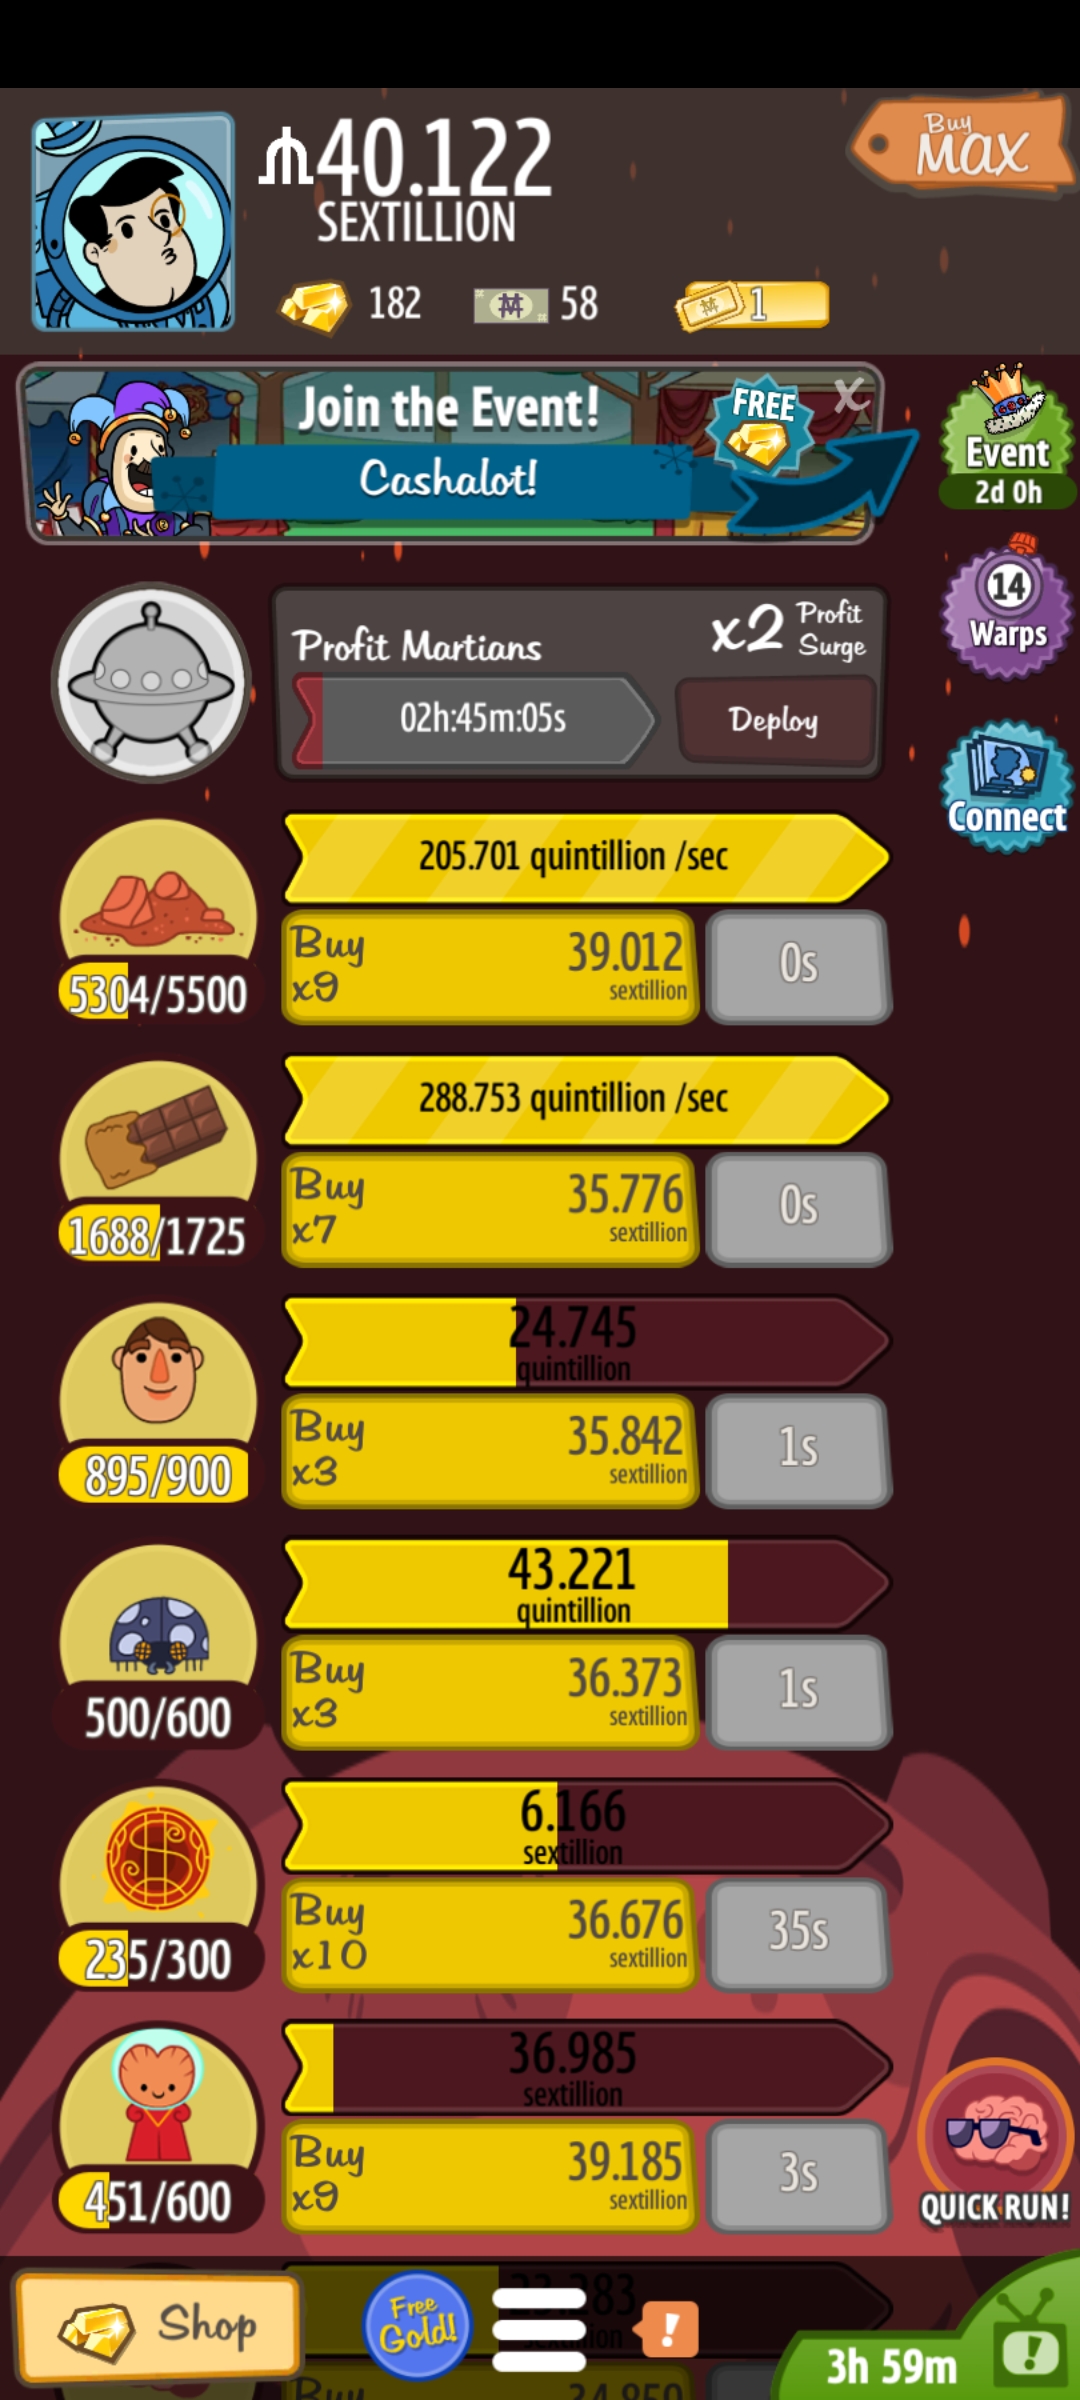 Buy
MAX
40.122
SEXTILLION
182
58
1
Join the Event!
FREE
X
Cashalot!
Event
2d 0h
14
Warps
Connect
Profit Martians
x2 Profit Surge
02h:45m:05s
Deploy
205.701 quintillion /sec
5304/5500
Buy x9
39.012
sextillion
0s
288.753 quintillion /sec
1688/1725
Buy x7
35.776
sextillion
0s
24.745
quintillion
895/900
Buy x3
35.842
sextillion
1s
43.221
quintillion
500/600
Buy x3
36.373
sextillion
1s
6.166
sextillion
235/300
Buy x10
36.676
sextillion
35s
36.985
sextillion
451/600
Buy x9
39.185
sextillion
3s
QUICK RUN!
Shop
Free
Gold!
!
3h 59m
!
Buy